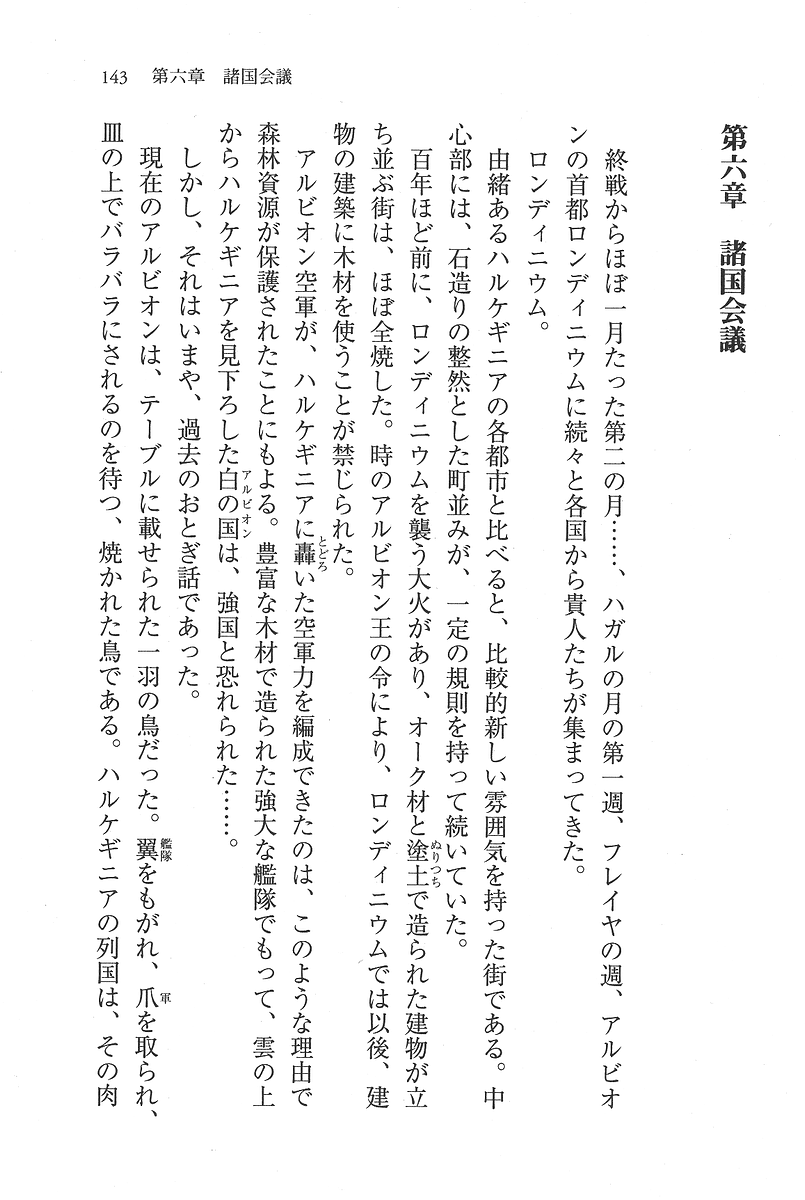 143　第六章　諸国会議
第六章　諸国会議
終戦からほぼ一月たった第二の月……、ハガルの月の第一週、フレイヤの週、アルビオ
ンの首都ロンディニウムに続々と各国から貴人たちが集まってきた。
ロンディニウム。
由緒あるハルケギニアの各都市と比べると、比較的新しい雰囲気を持った街である。中
心部には、石造りの整然とした町並みが、一定の規則を持って続いていた。
百年ほど前に、ロンディニウムを襲う大火があり、オーク材と塗土ぬりつちで造られた建物が立
ち並ぶ街は、ほぼ全焼した。時のアルビオン王の令により、ロンディニウムでは以後、建
物の建築に木材を使うことが禁じられた。
アルビオン空軍が、ハルケギニアに轟とどろいた空軍力を編成できたのは、このような理由で
森林資源が保護されたことにもよる。豊富な木材で造られた強大な艦隊でもって、雲の上
からハルケギニアを見下ろした白の国アルビオンは、強国と恐れられた……。
しかし、それはいまや、過去のおとぎ話であった。
現在のアルビオンは、テーブルに載せられた一羽の鳥だった。翼艦隊をもがれ、爪軍を取られ、
皿の上でバラバラにされるのを待つ、焼かれた鳥である。ハルケギニアの列国は、その肉